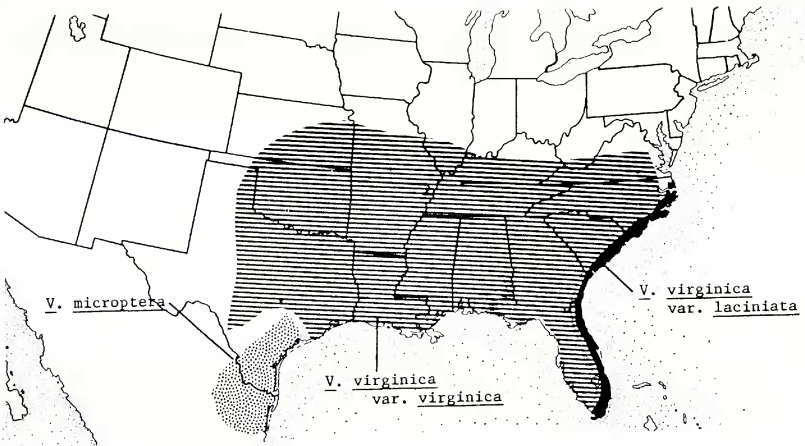 V. microptera
V. virginica
var. laciniata
V. virginica
var. virginica